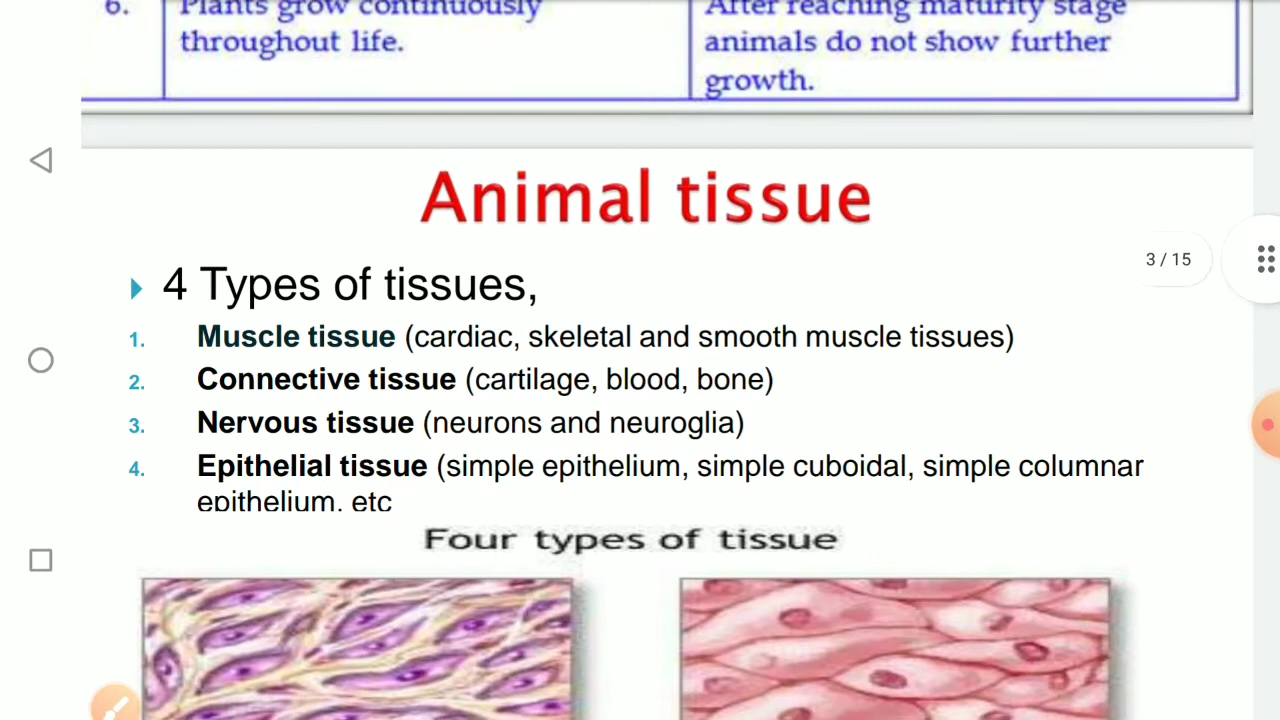 6.
Plants grow continuously
throughout life.
After reaching maturity stage
animals do not show further
growth.
Animal tissue
3 / 15
4 Types of tissues,
1. Muscle tissue (cardiac, skeletal and smooth muscle tissues)
2. Connective tissue (cartilage, blood, bone)
3. Nervous tissue (neurons and neuroglia)
4. Epithelial tissue (simple epithelium, simple cuboidal, simple columnar
epithelium, etc
Four types of tissue